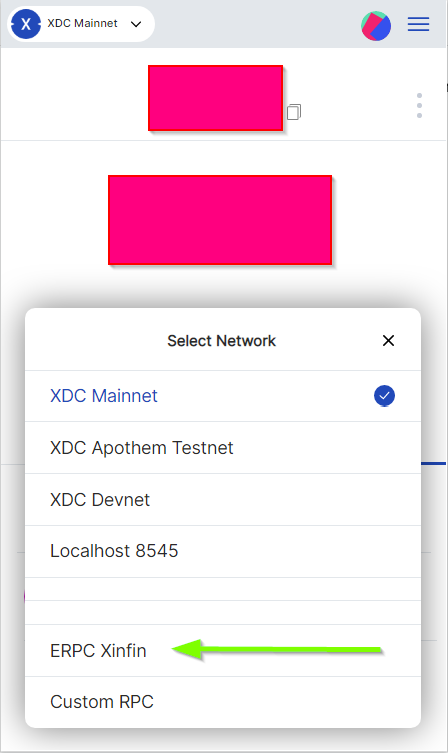 X XDC Mainnet
Select Network
XDC Mainnet
XDC Apothem Testnet
XDC Devnet
Localhost 8545
ERPC Xinfin
Custom RPC